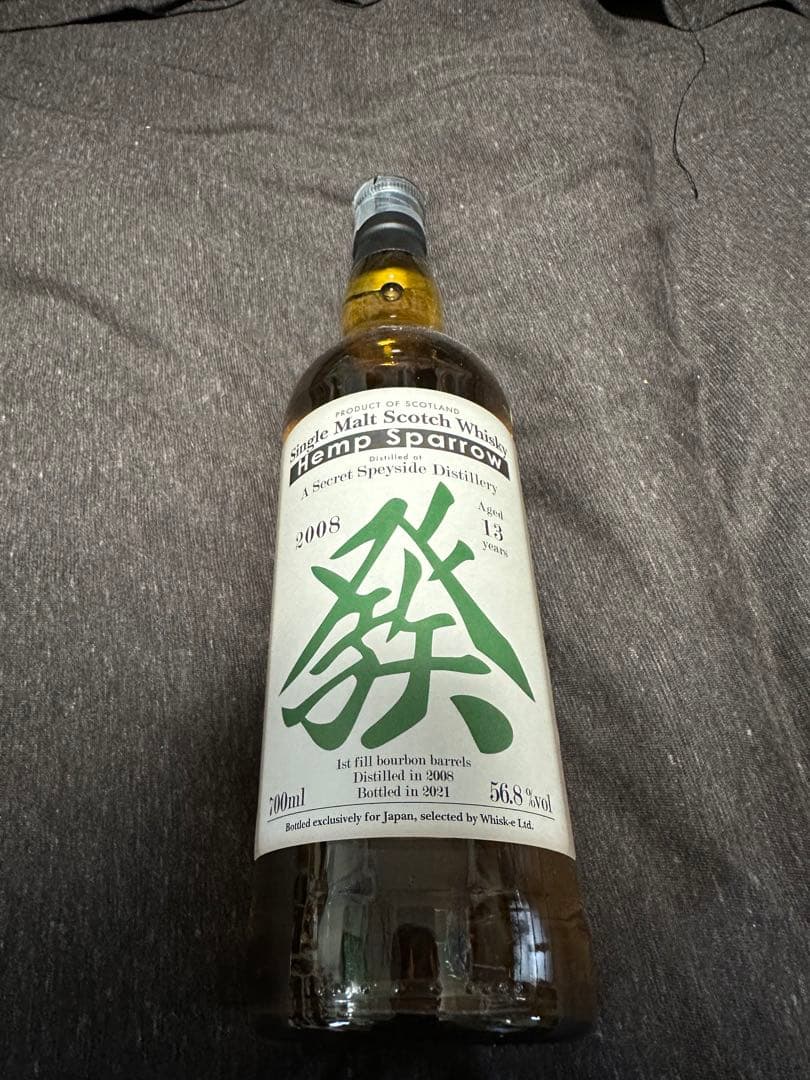 PRODUCT OF SCOTLAND
Single Malt Scotch Whisky
Hemp Sparrow
Distilled at
A Secret Speyside Distillery
2008
Aged
13
years
發
1st fill bourbon barrels
Distilled in 2008
Bottled in 2021
700ml
56.8 %vol
Bottled exclusively for Japan, selected by Whisk-e Ltd.